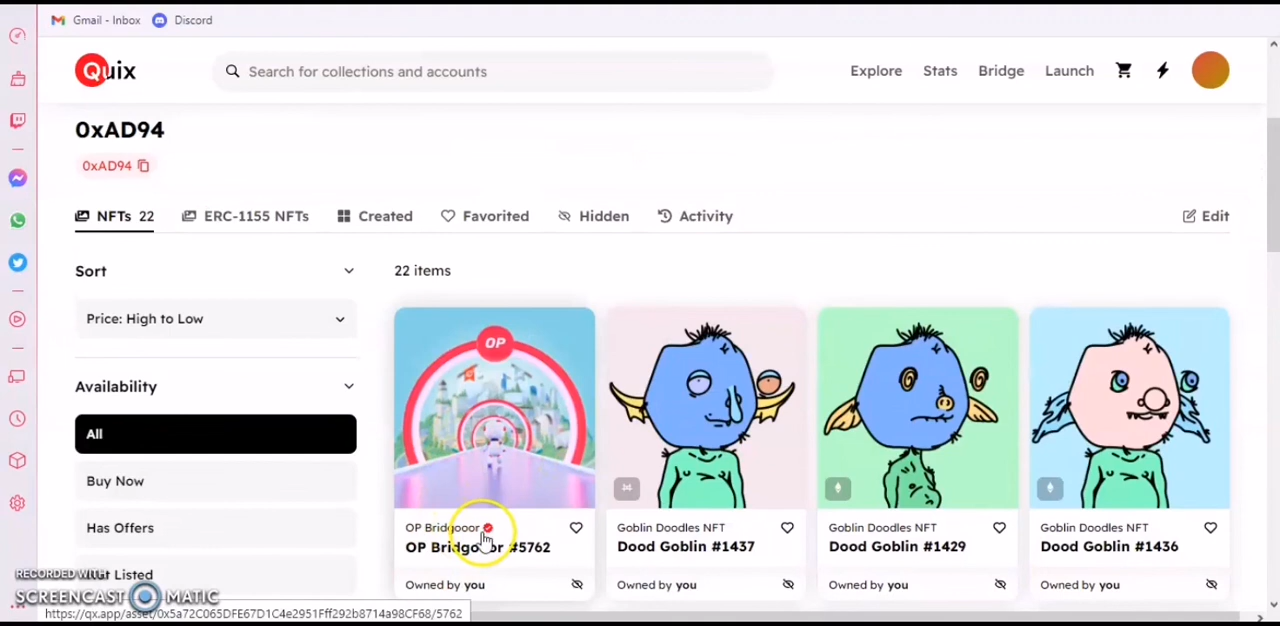 Gmail - Inbox Discord
Quix Search for collections and accounts Explore Stats Bridge Launch
0xAD94
0xAD94
NFTs 22 ERC-1155 NFTs Created Favorited Hidden Activity Edit
Sort 22 items
Price: High to Low
OP
Availability
All
Buy Now
Has Offers
OP Bridgooor Goblin Doodles NFT Goblin Doodles NFT Goblin Doodles NFT
OP Bridgooor #5762 Dood Goblin #1437 Dood Goblin #1429 Dood Goblin #1436
Listed
Owned by you Owned by you Owned by you Owned by you
RECORDED WITH
SCREENCAST MATIC
https://qx.app/asset/0x5a72C065DFE67D1C4e2951Fff292b8714a98CF68/5762